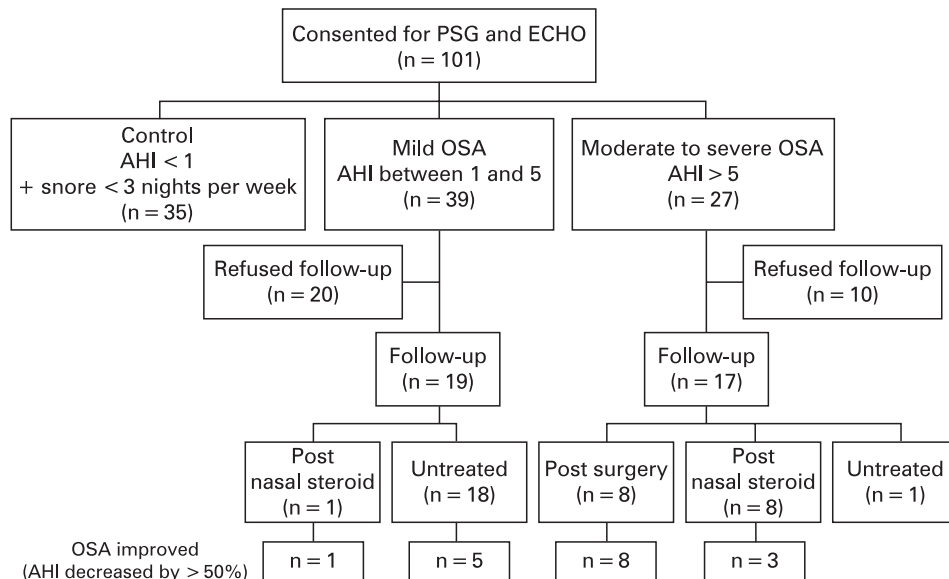 Consented for PSG and ECHO
(n = 101)
Control
AHI < 1
+ snore < 3 nights per week
(n = 35)
Mild OSA
AHI between 1 and 5
(n = 39)
Moderate to severe OSA
AHI > 5
(n = 27)
Refused follow-up
(n = 20)
Refused follow-up
(n = 10)
Follow-up
(n = 19)
Follow-up
(n = 17)
Post
nasal steroid
(n = 1)
Untreated
(n = 18)
Post surgery
(n = 8)
Post
nasal steroid
(n = 8)
Untreated
(n = 1)
OSA improved
(AHI decreased by > 50%)
n = 1
n = 5
n = 8
n = 3